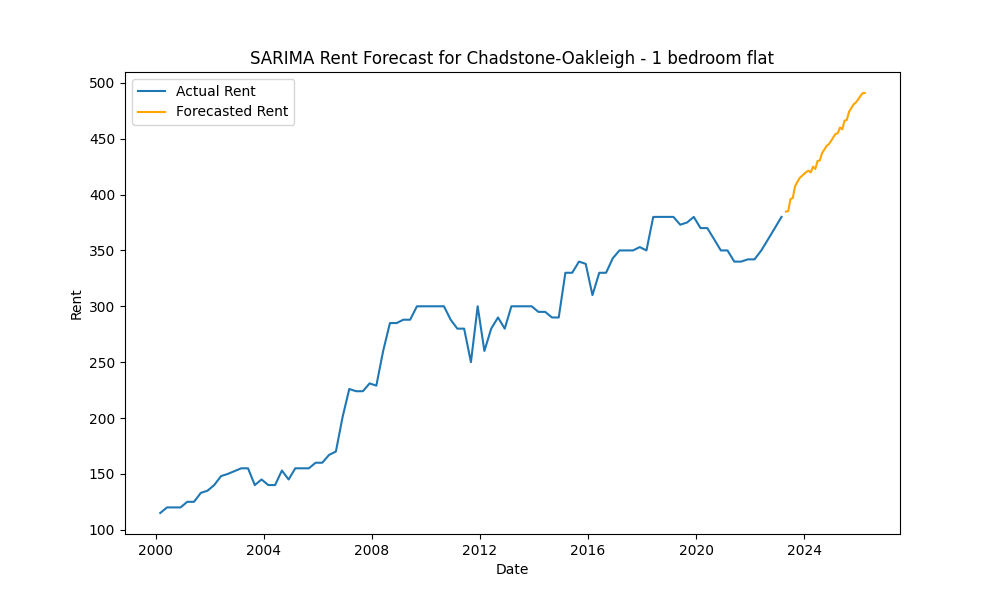 SARIMA Rent Forecast for Chadstone-Oakleigh - 1 bedroom flat
Actual Rent
Forecasted Rent
500
450
400
350
300
250
200
150
100
Rent
2000 2004 2008 2012 2016 2020 2024
Date